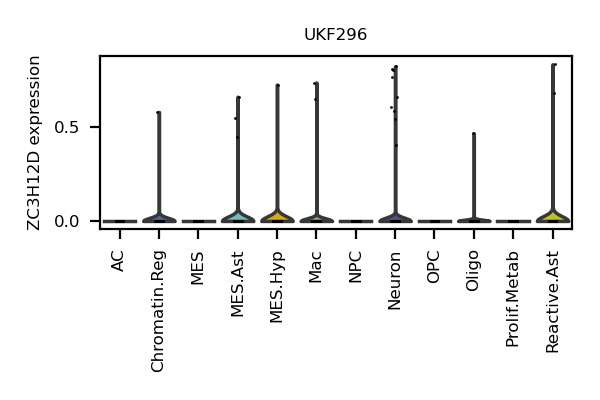 UKF296
ZC3H12D expression
0.5
0.0
AC
Chromatin.Reg
MES
MES.Ast
MES.Hyp
Mac
NPC
Neuron
OPC
Oligo
Prolif.Metab
Reactive.Ast